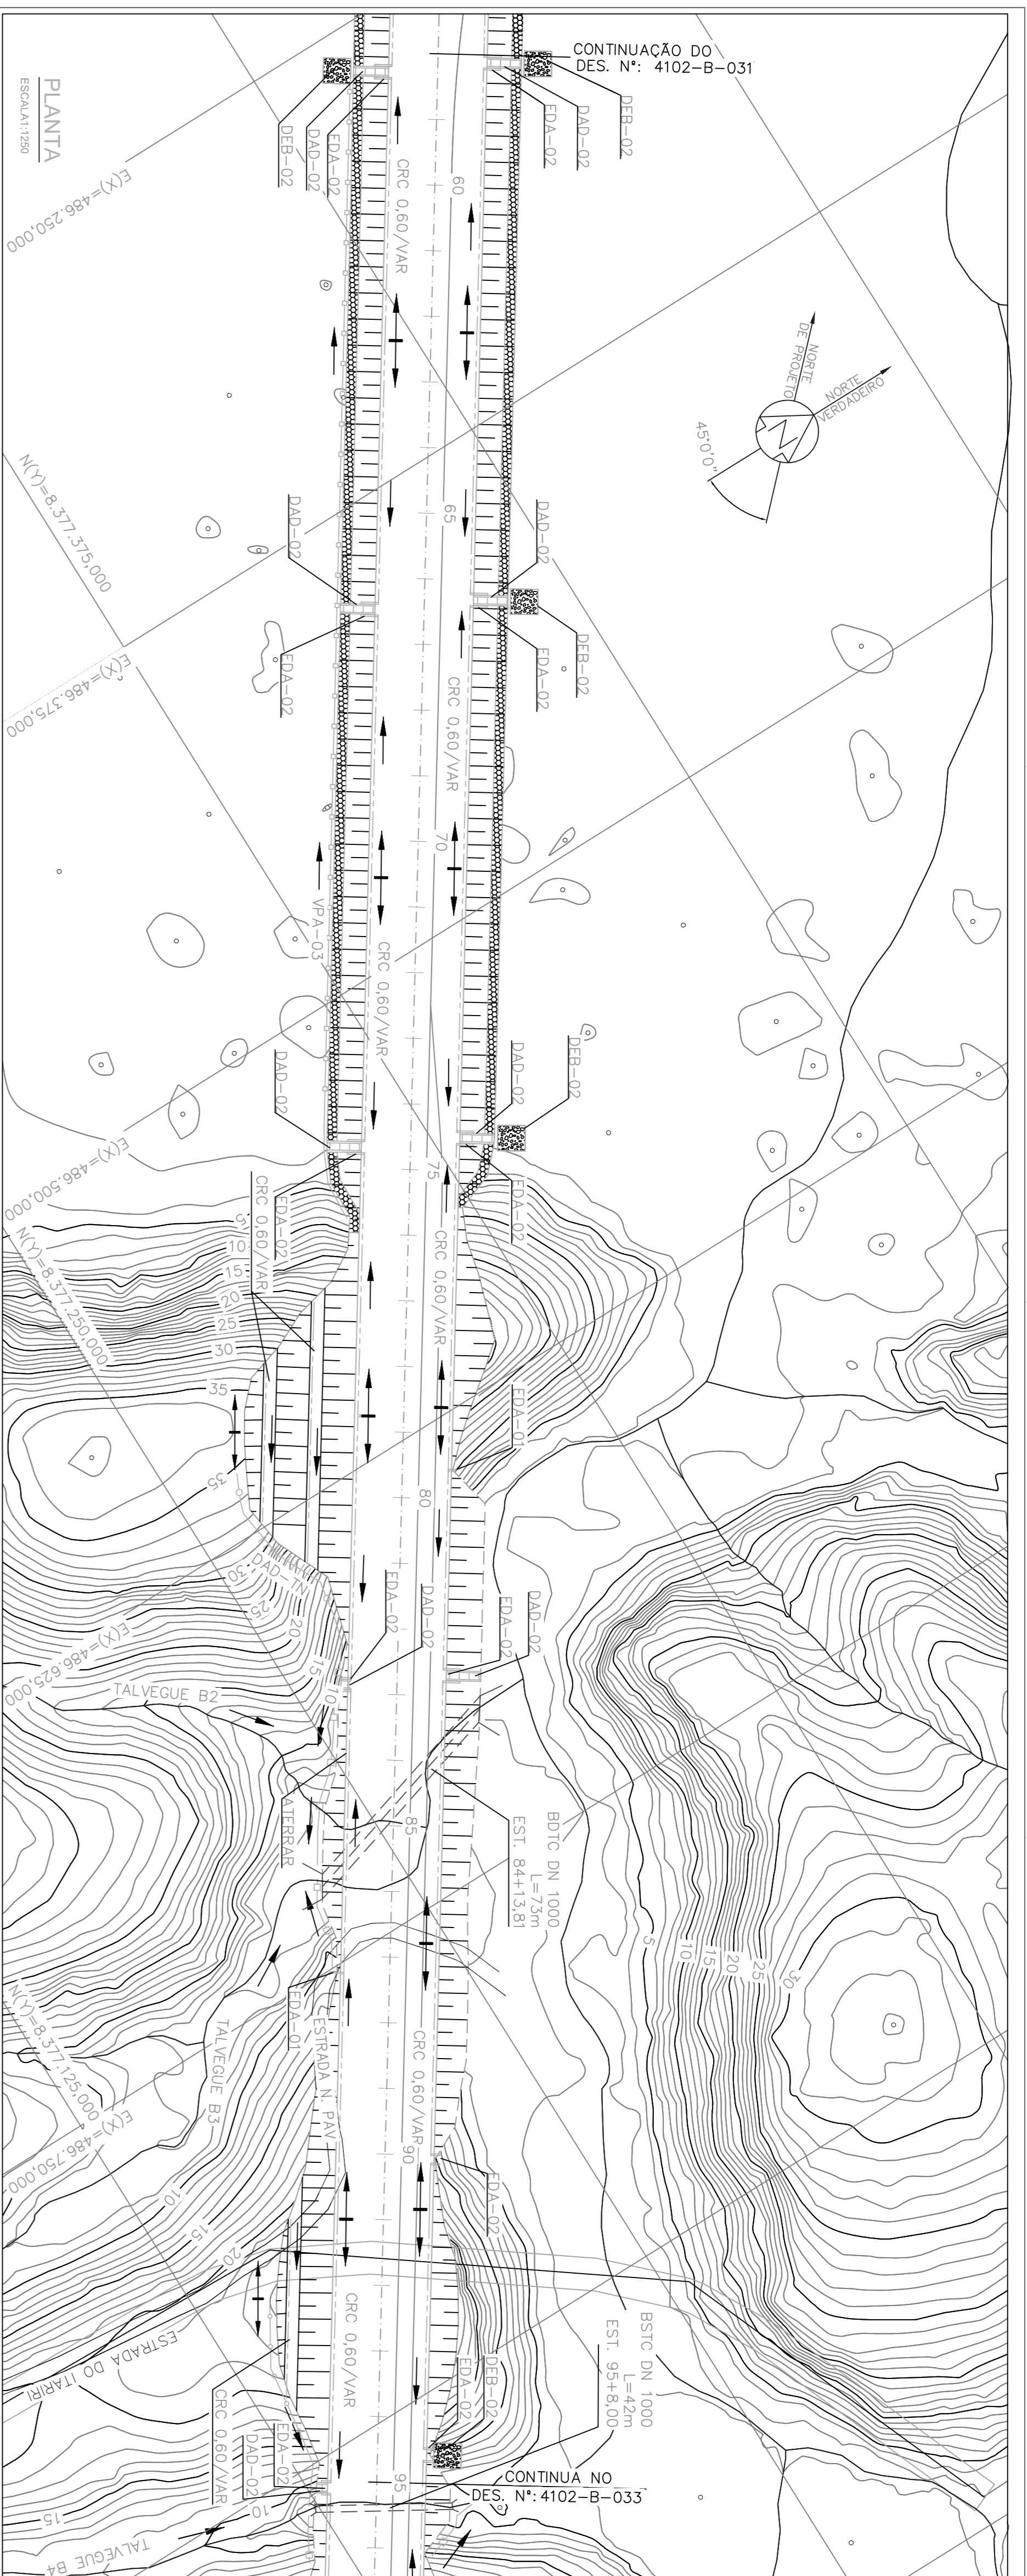 CONTINUAÇÃO DO
DES. Nº: 4102-B-031
PLANTA
ESCALA1:1250
DEB-02
DAD-02
EDA-02
EDA-02
DAD-02
DEB-02
E(X)=486.250,000
CRC 0,60/VAR
60
DE NORTE
DE PROJETO
NORTE
VERDADEIRO
N
45°0'0"
N(Y)=8.377.375,000
65
DAD-02
DAD-02
EDA-02
EDA-02
DEB-02
E(X)=486.375,000
CRC 0,60/VAR
70
VPA-03
CRC 0,60/VAR
DAD-02
DAD-02
DEB-02
75
E(X)=486.500,000
EDA-02
CRC 0,60/VAR
EDA-02
CRC 0,60/VAR
5
10
15
20
25
30
35
N(Y)=8.377.250,000
EDA-01
35
80
DAD-TN
30
25
20
15
10
EDA-02
DAD-02
EDA-02
DAD-02
E(X)=486.625,000
TALVEGUE B2
ATERRAR
85
BDTC DN 1000
L=73m
EST. 84+13,81
5
10
15
20
25
30
EDA-01
ESTRADA N. PAV
TALVEGUE B3
N(Y)=8.377.125,000
E(X)=486.750,000
CRC 0,60/VAR
90
10
15
20
EDA-02
ESTRADA DO ITARIRI
CRC 0,60/VAR
CRC 0,60/VAR
DAD-02
EDA-02
EDA-02
DEB-02
BSTC DN 1000
L=42m
EST. 95+8,00
95
CONTINUA NO
DES. Nº: 4102-B-033
10
15
TALVEGUE B4